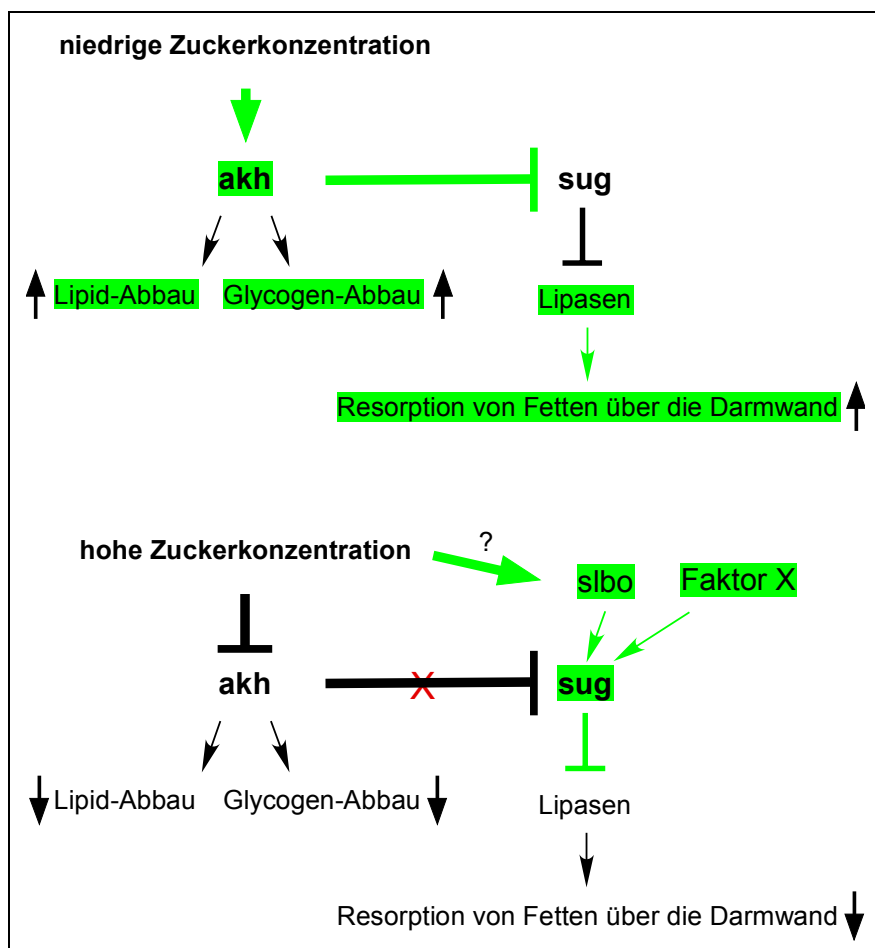 niedrige Zuckerkonzentration
akh
sug
Lipid-Abbau
Glycogen-Abbau
Lipasen
Resorption von Fetten über die Darmwand
hohe Zuckerkonzentration
?
slbo
Faktor X
akh
X
sug
Lipid-Abbau
Glycogen-Abbau
Lipasen
Resorption von Fetten über die Darmwand